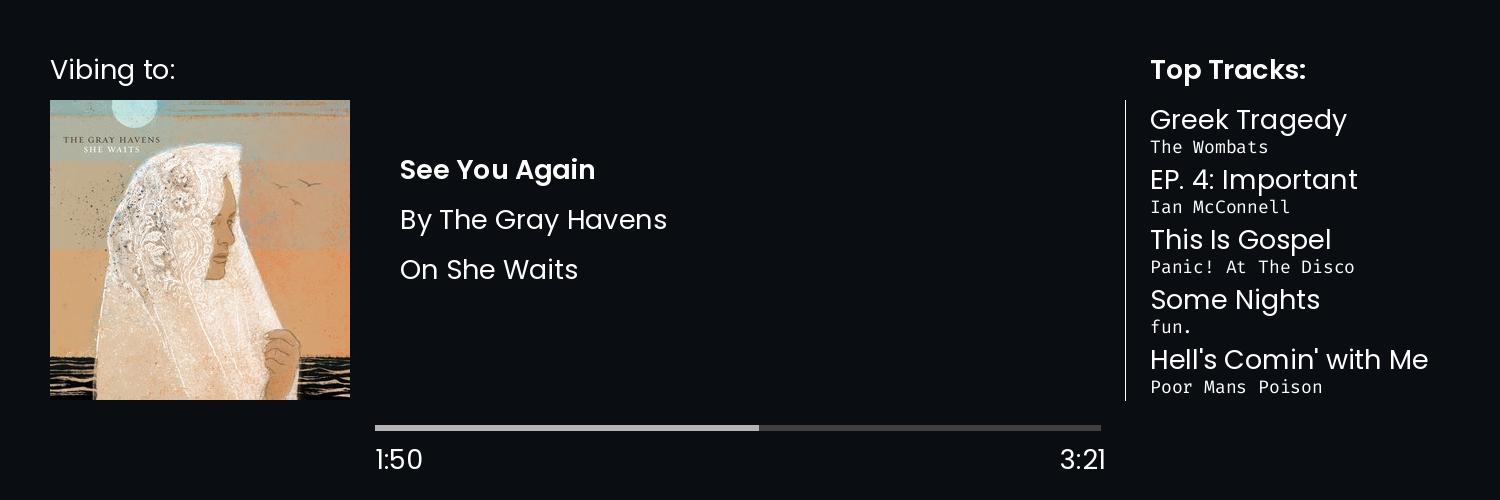 Vibing to:
THE GRAY HAVENS
SHE WAITS
See You Again
By The Gray Havens
On She Waits
1:50
3:21
Top Tracks:
Greek Tragedy
The Wombats
EP. 4: Important
Ian McConnell
This Is Gospel
Panic! At The Disco
Some Nights
fun.
Hell's Comin' with Me
Poor Mans Poison